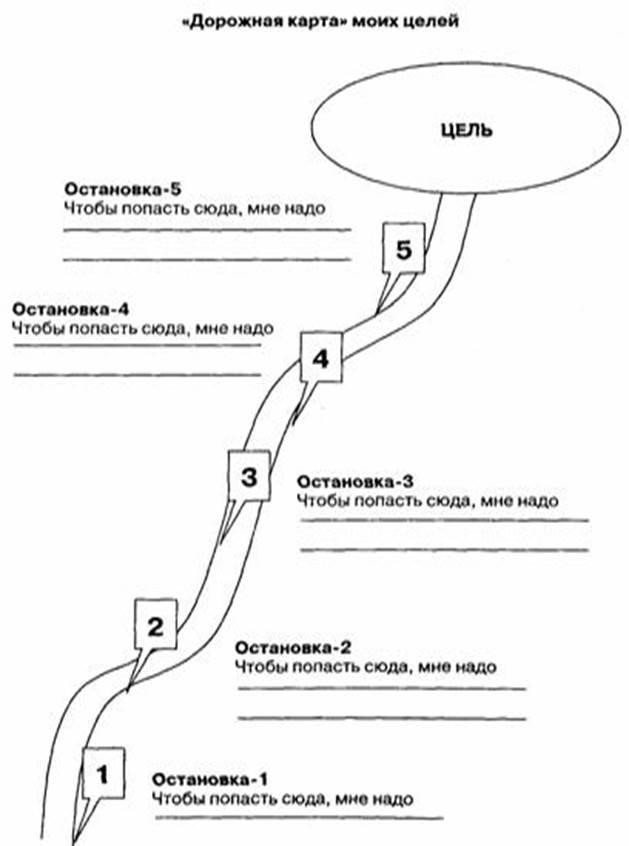 «Дорожная карта» моих целей
ЦЕЛЬ
Остановка-5
Чтобы попасть сюда, мне надо
5
Остановка-4
Чтобы попасть сюда, мне надо
4
3
Остановка-3
Чтобы попасть сюда, мне надо
2
Остановка-2
Чтобы попасть сюда, мне надо
1
Остановка-1
Чтобы попасть сюда, мне надо